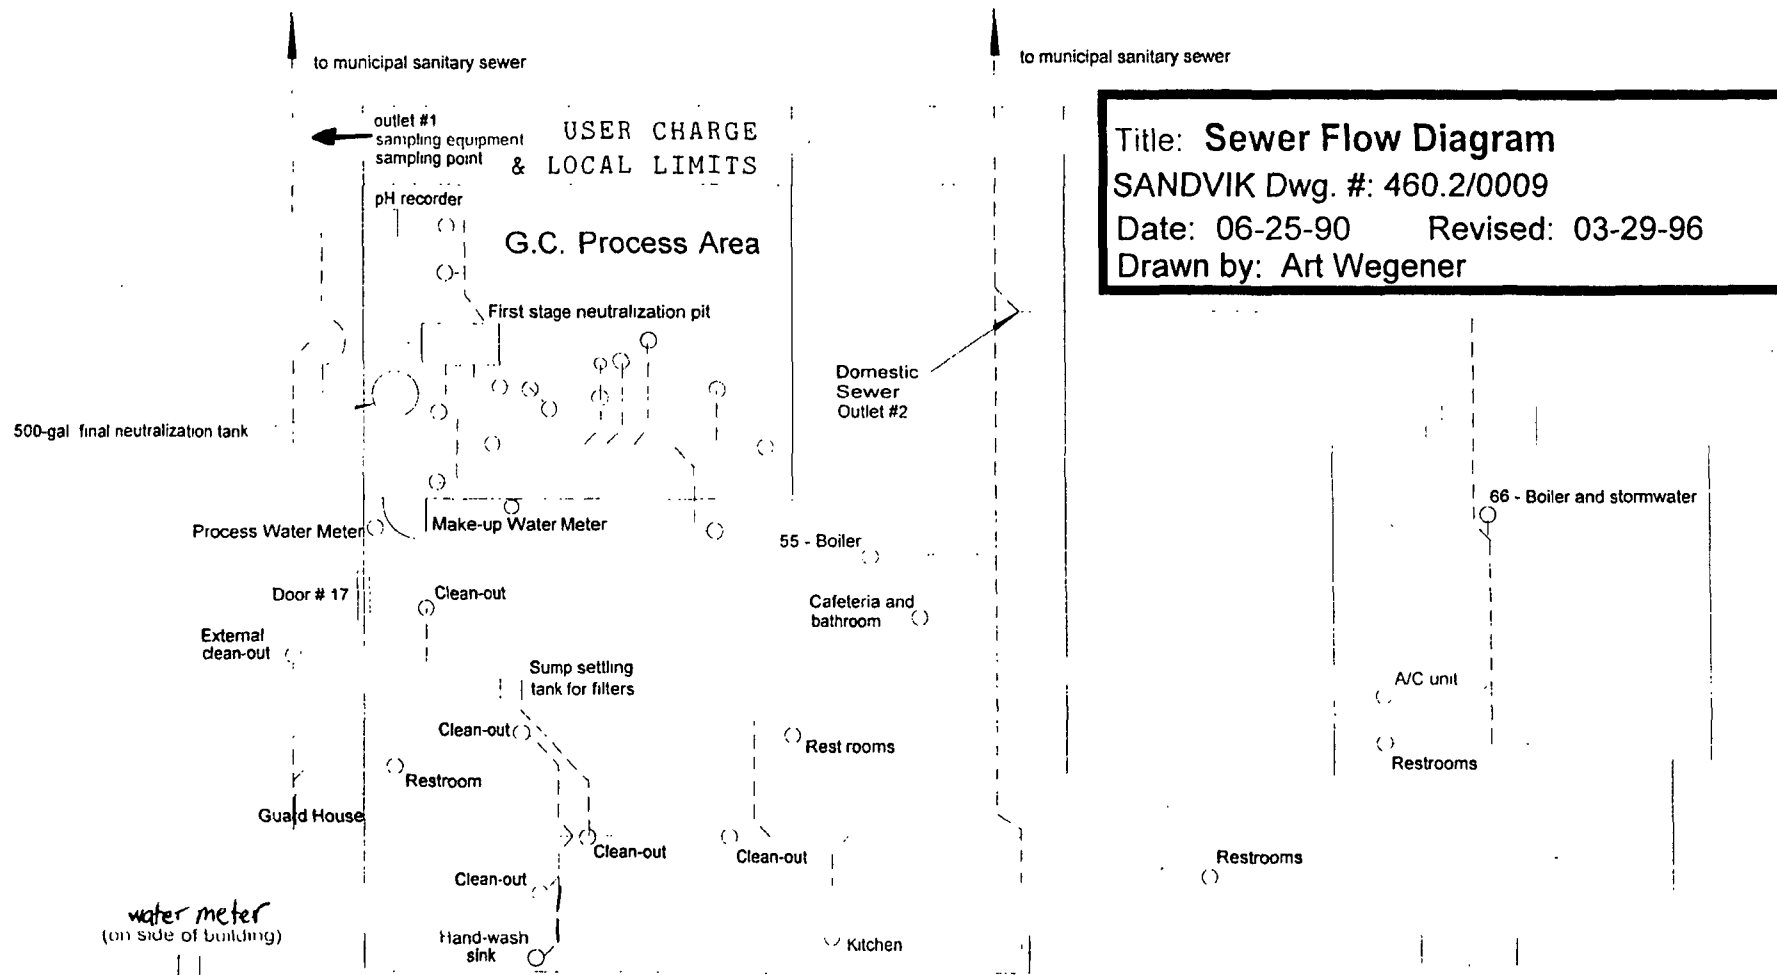 to municipal sanitary sewer
to municipal sanitary sewer
outlet #1
sampling equipment
sampling point
USER CHARGE
& LOCAL LIMITS
Title: Sewer Flow Diagram
SANDVIK Dwg. #: 460.2/0009
Date: 06-25-90 Revised: 03-29-96
Drawn by: Art Wegener
pH recorder
G.C. Process Area
First stage neutralization pit
Domestic
Sewer
Outlet #2
500-gal final neutralization tank
66 - Boiler and stormwater
Process Water Meter
Make-up Water Meter
55 - Boiler
Door # 17
Clean-out
Cafeteria and
bathroom
External
clean-out
Sump settling
tank for filters
A/C unit
Clean-out
Rest rooms
Restrooms
Restroom
Guard House
Clean-out
Clean-out
Restrooms
Clean-out
water meter
(on side of building)
Hand-wash
sink
Kitchen